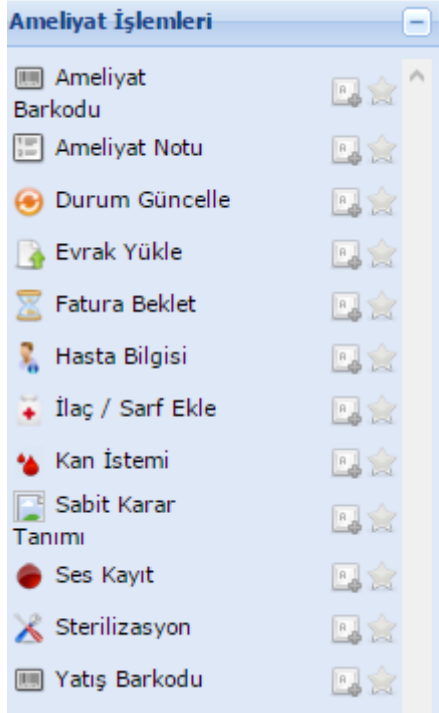 Ameliyat İşlemleri
Ameliyat
Barkodu
Ameliyat Notu
Durum Güncelle
Evrak Yükle
Fatura Beklet
Hasta Bilgisi
İlaç / Sarf Ekle
Kan İstemi
Sabit Karar
Tanımı
Ses Kayıt
Sterilizasyon
Yatış Barkodu